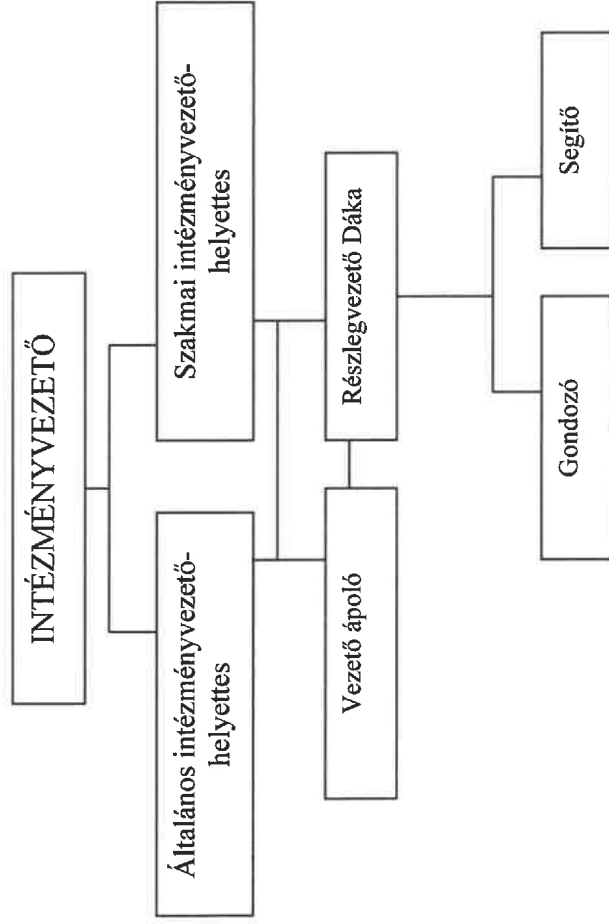 INTÉZMÉNYVEZETŐ
Általános intézményvezető-
helyettes
Szakmai intézményvezető-
helyettes
Vezető ápoló
Részlegvezető Dáka
Gondozó
Segítő